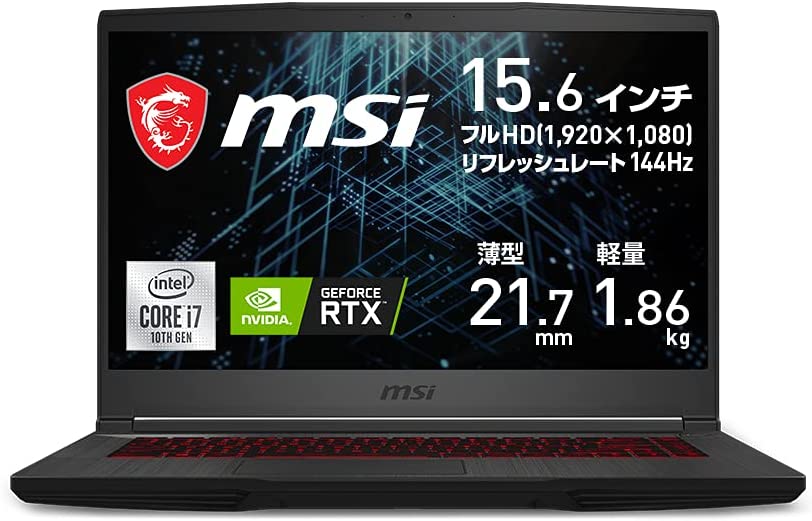 msi
15.6 インチ
フルHD(1,920×1,080)
リフレッシュレート 144Hz
薄型 軽量
21.7 mm 1.86 kg
intel
CORE i7
10TH GEN
NVIDIA.
GEFORCE
RTX™
msi